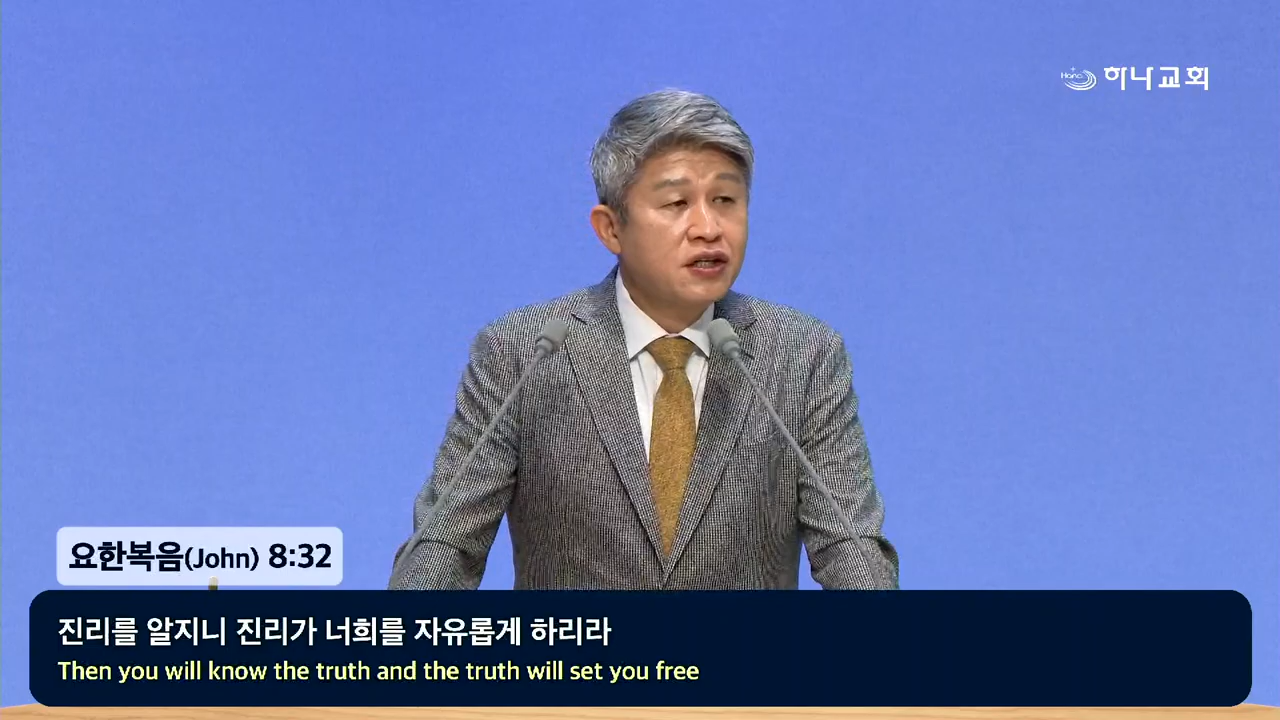 Hana 하나교회
요한복음(John) 8:32
진리를 알지니 진리가 너희를 자유롭게 하리라
Then you will know the truth and the truth will set you free